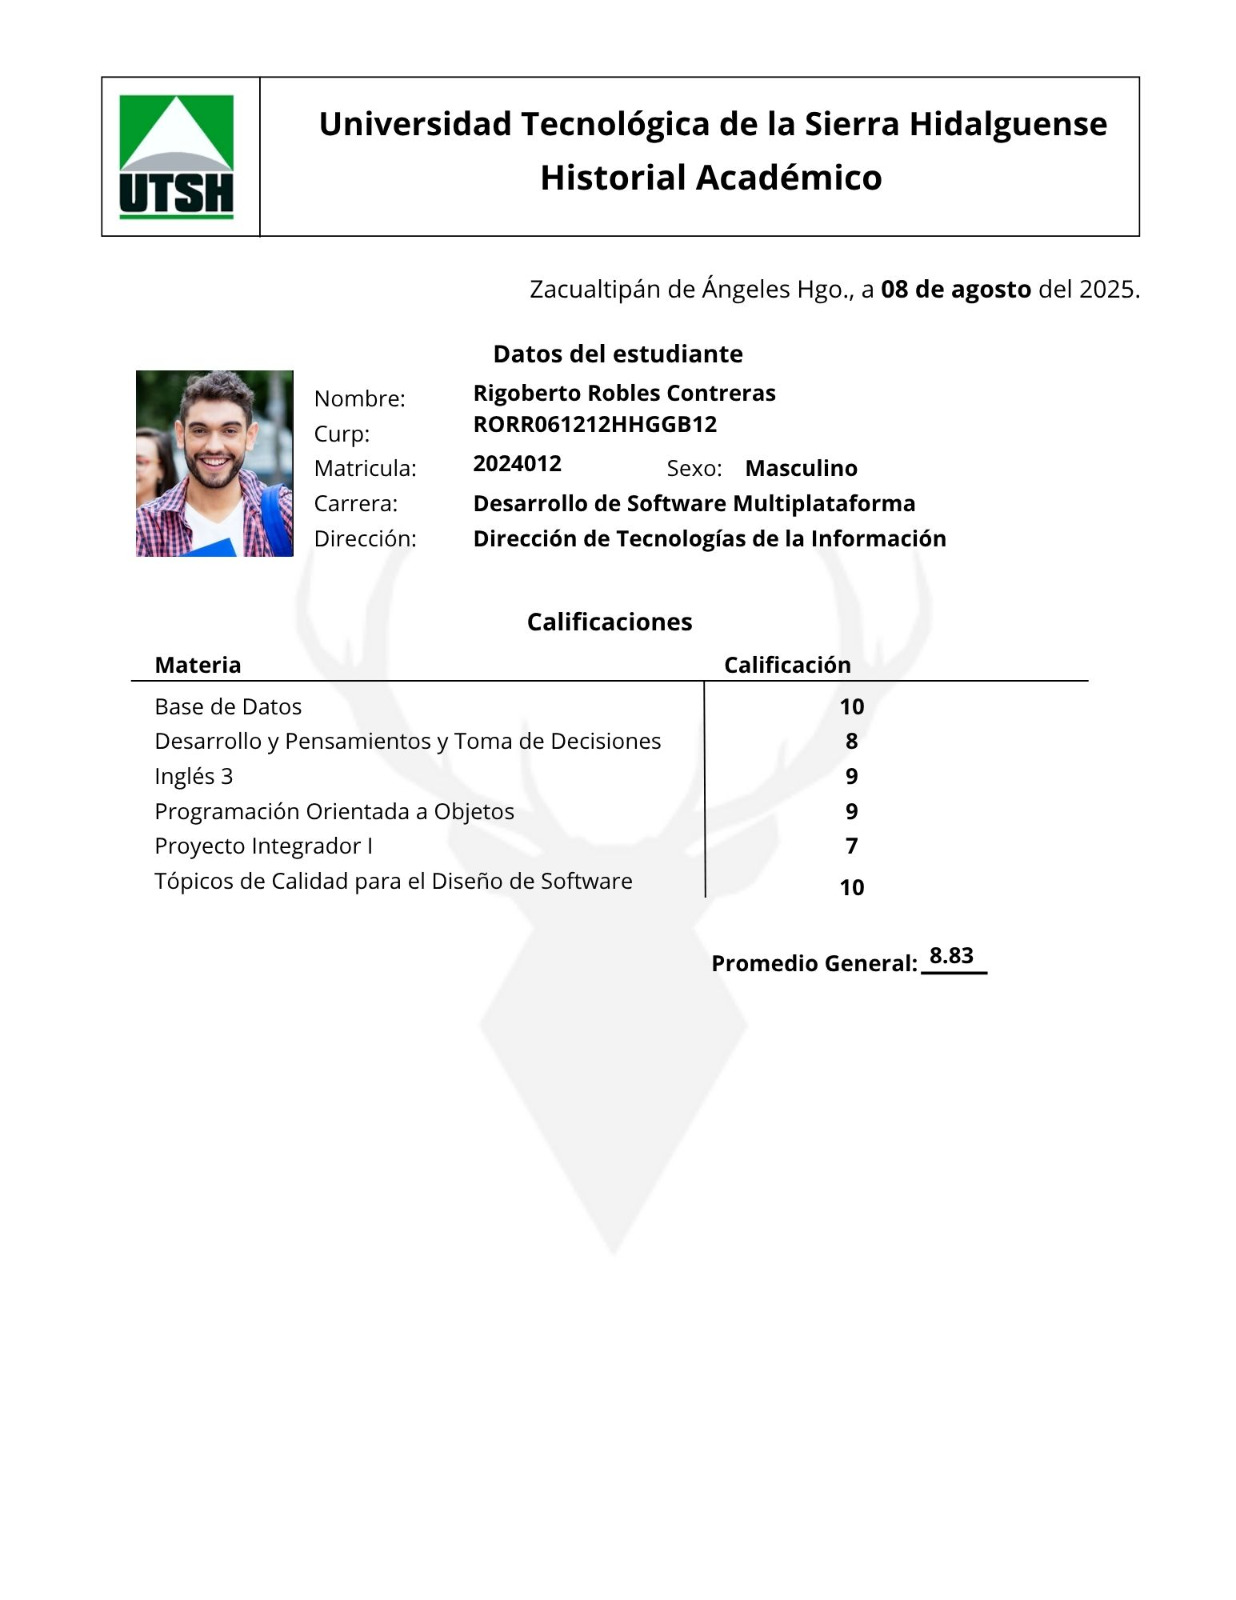 UTSH
Universidad Tecnológica de la Sierra Hidalguense
Historial Académico
Zacualtipán de Ángeles Hgo., a 08 de agosto del 2025.
Datos del estudiante
Nombre: Rigoberto Robles Contreras
Curp: RORR061212HHGGB12
Matricula: 2024012 Sexo: Masculino
Carrera: Desarrollo de Software Multiplataforma
Dirección: Dirección de Tecnologías de la Información
Calificaciones
Materia Calificación
Base de Datos 10
Desarrollo y Pensamientos y Toma de Decisiones 8
Inglés 3 9
Programación Orientada a Objetos 9
Proyecto Integrador I 7
Tópicos de Calidad para el Diseño de Software 10
Promedio General: 8.83